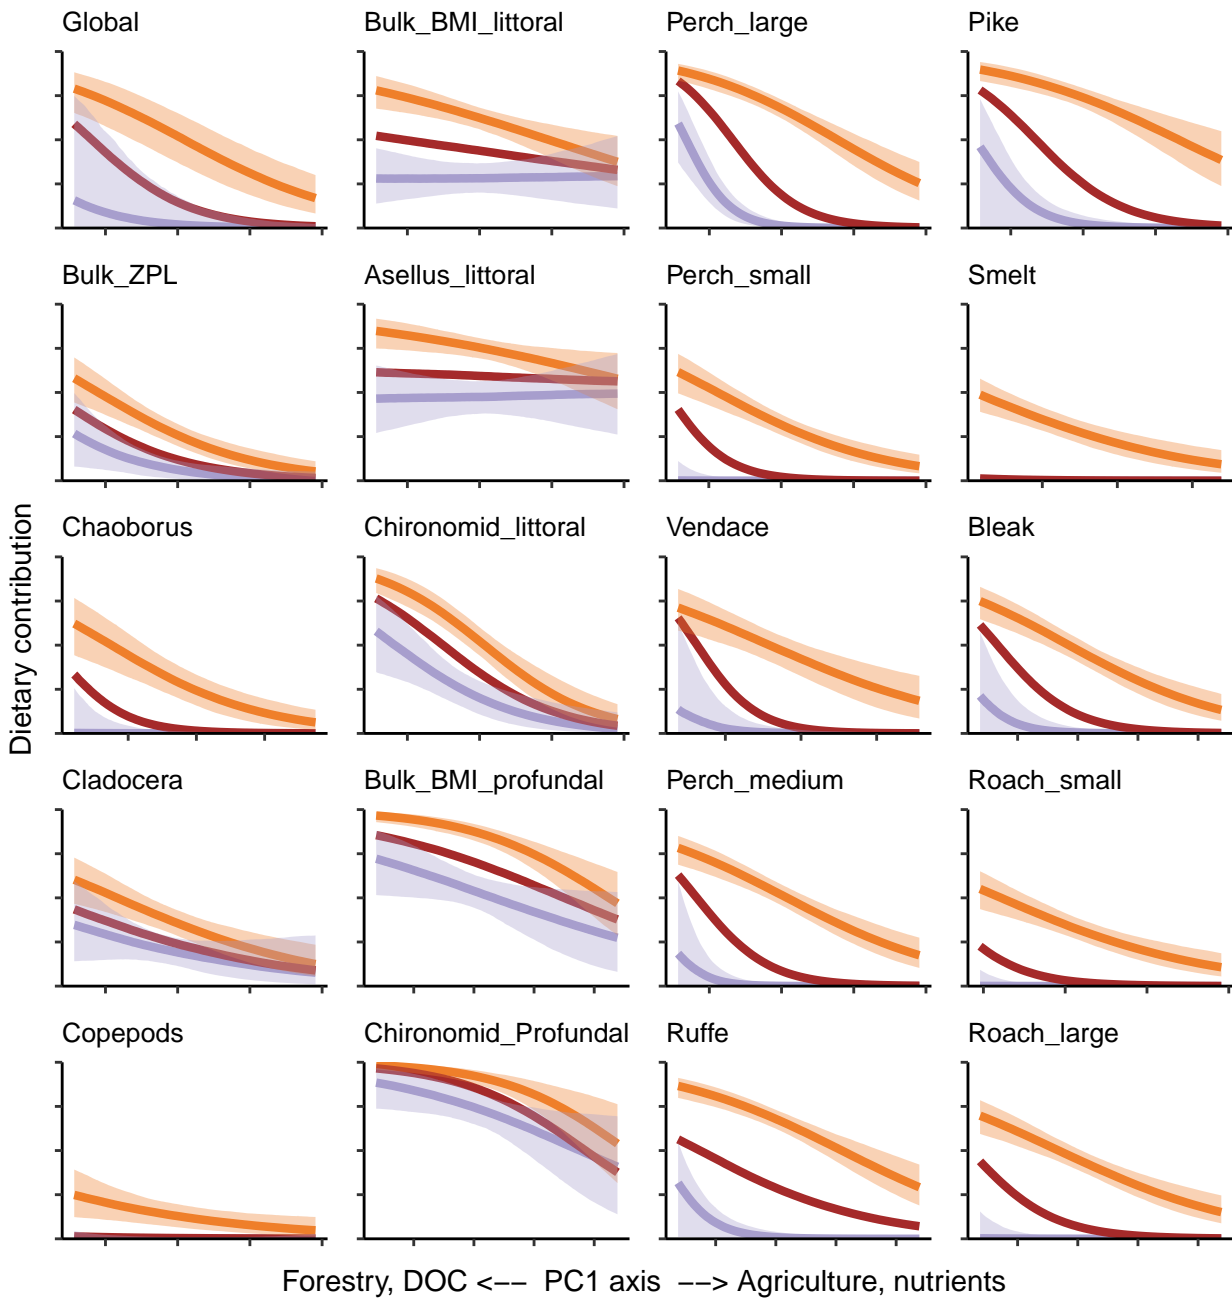 Global
Bulk_BMI_littoral
Perch_large
Pike
Bulk_ZPL
Asellus_littoral
Perch_small
Smelt
Chaoborus
Chironomid_littoral
Vendace
Bleak
Cladocera
Bulk_BMI_profundal
Perch_medium
Roach_small
Copepods
Chironomid_Profundal
Ruffe
Roach_large
Dietary contribution
Forestry, DOC <−− PC1 axis −−> Agriculture, nutrients